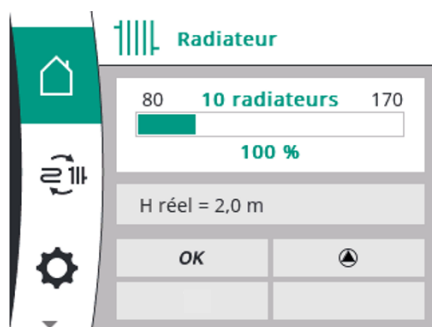 Radiateur
80 10 radiateurs 170
100 %
H réel = 2,0 m
OK